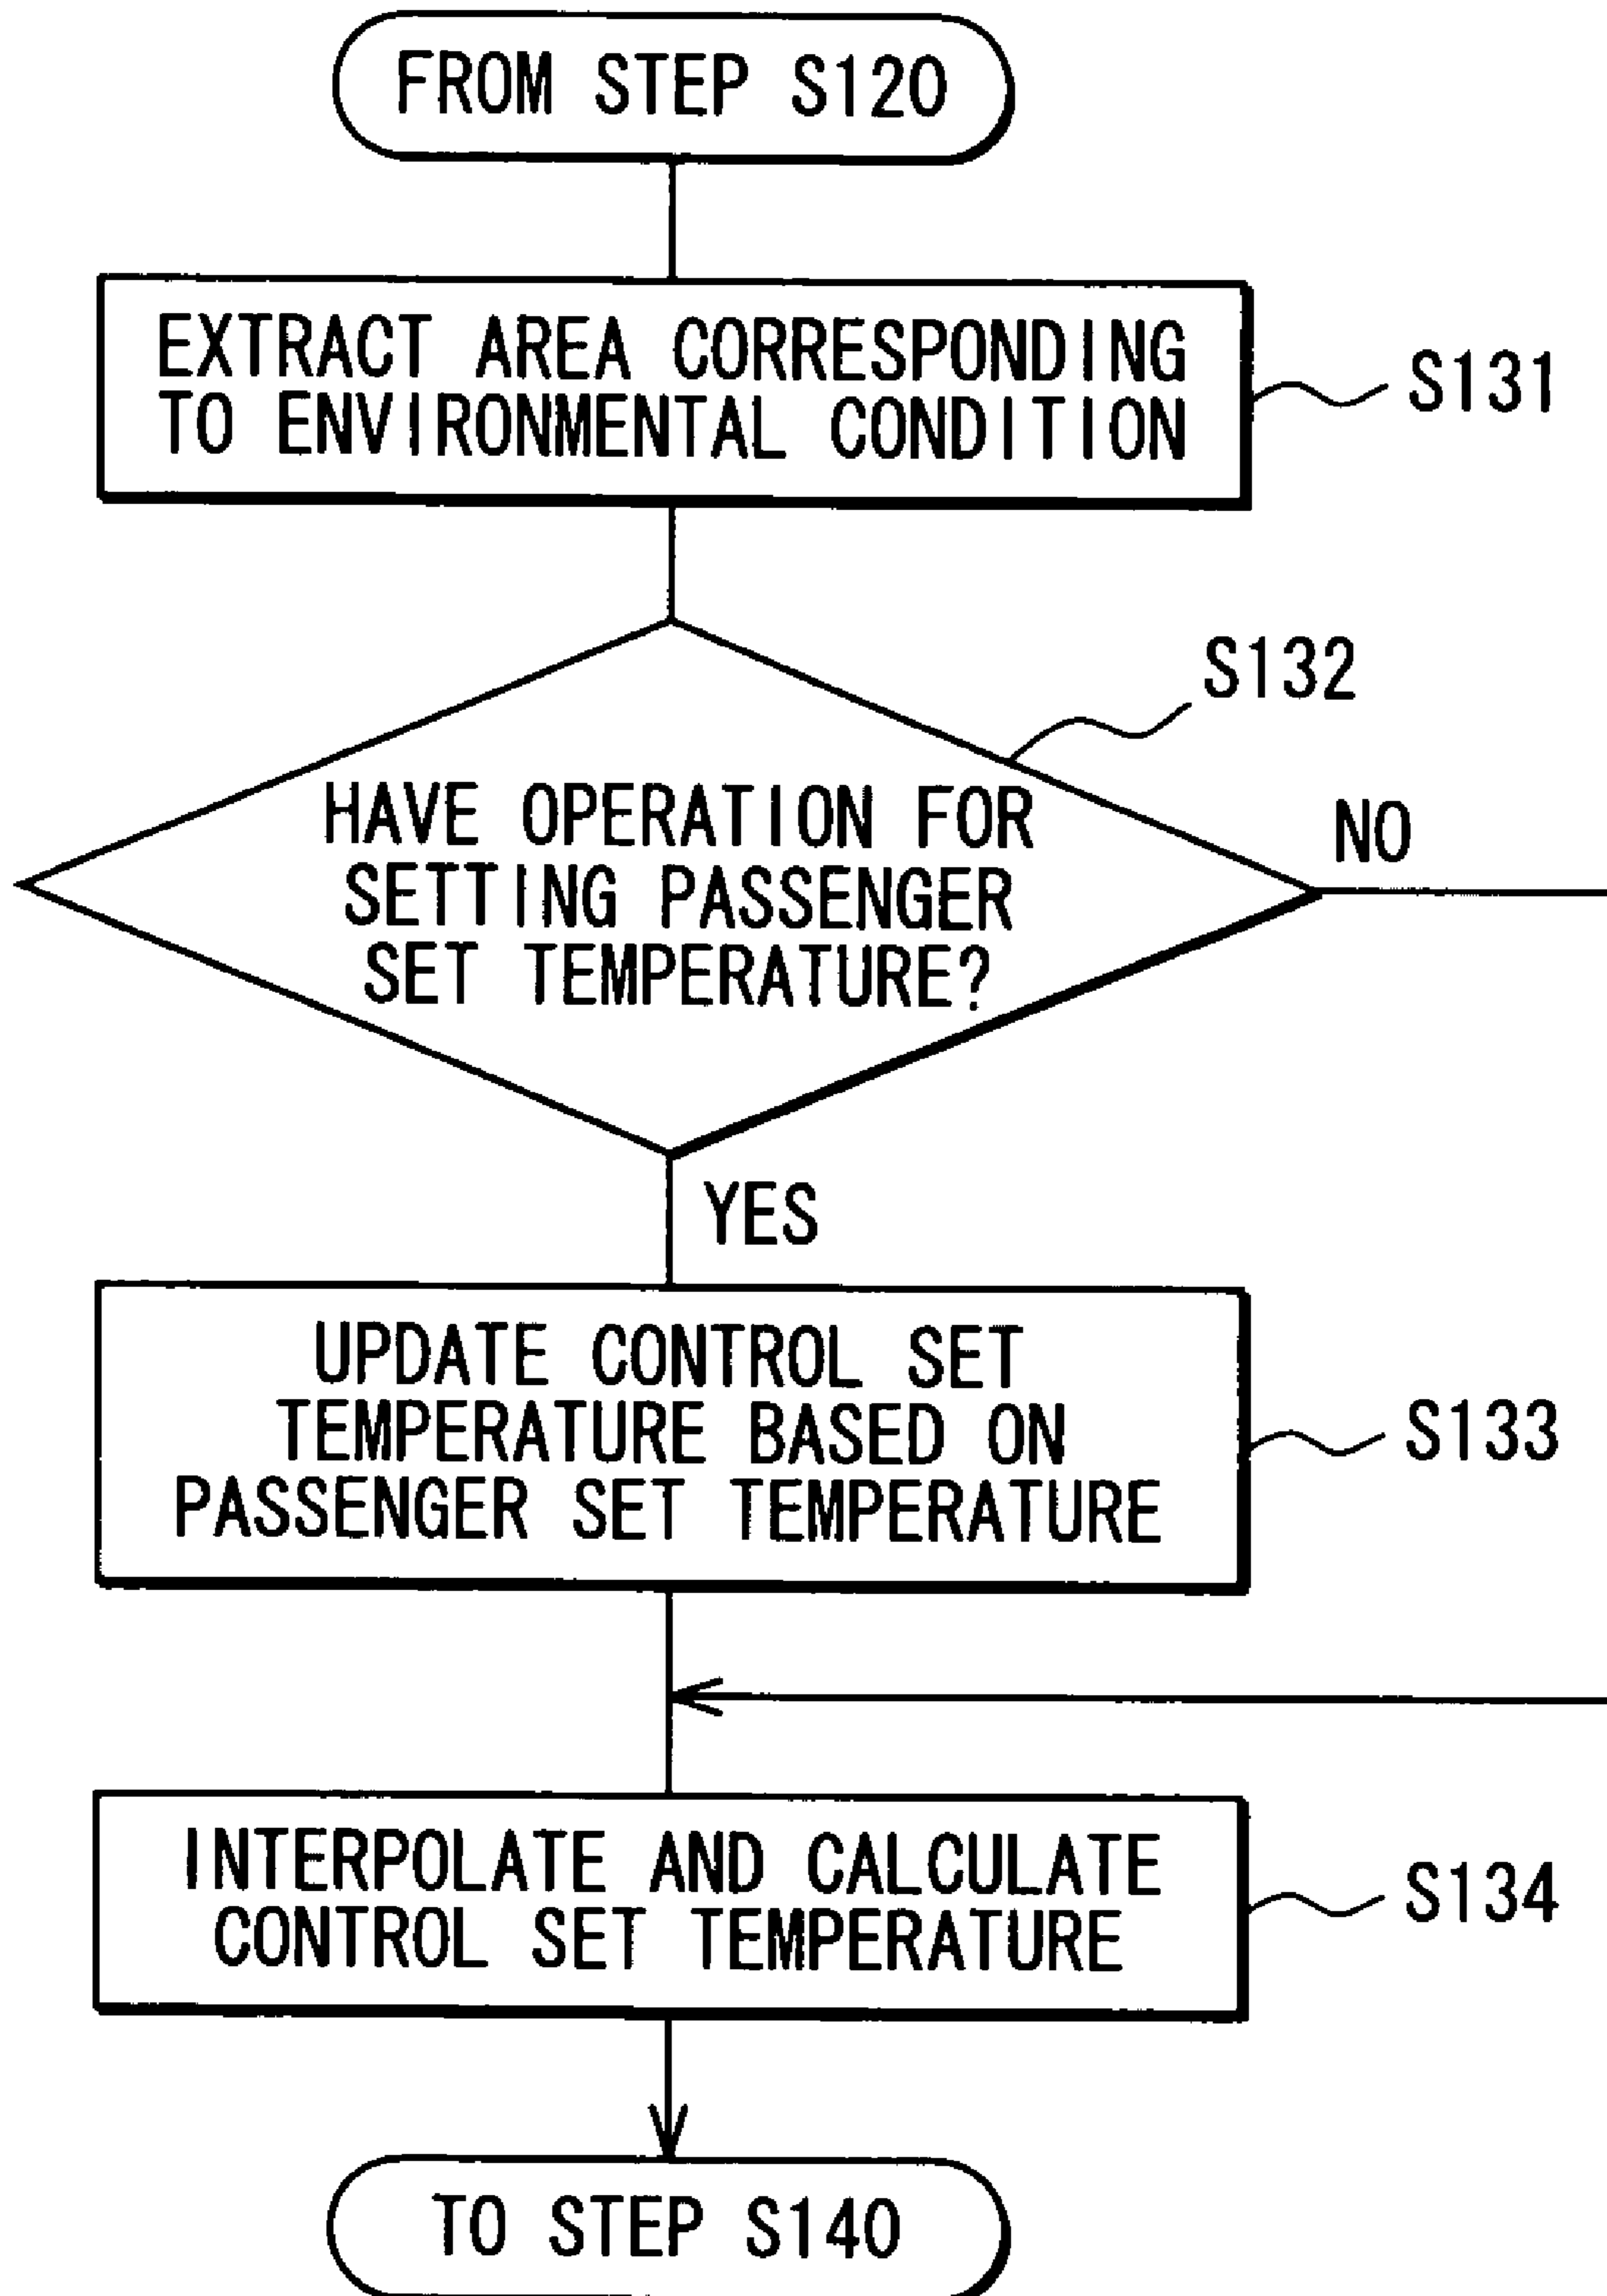 FROM STEP S120
EXTRACT AREA CORRESPONDING
TO ENVIRONMENTAL CONDITION
S131
S132
HAVE OPERATION FOR
SETTING PASSENGER
SET TEMPERATURE?
NO
YES
UPDATE CONTROL SET
TEMPERATURE BASED ON
PASSENGER SET TEMPERATURE
S133
INTERPOLATE AND CALCULATE
CONTROL SET TEMPERATURE
S134
TO STEP S140